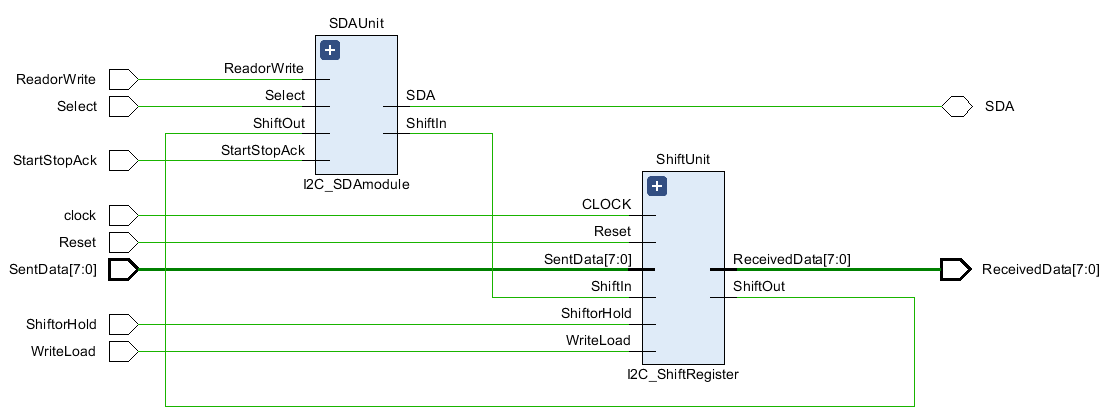 SDAUnit
ReadorWrite
ReadorWrite
Select
Select
SDA
SDA
ShiftOut
ShiftIn
StartStopAck
StartStopAck
I2C_SDAmodule
ShiftUnit
clock
CLOCK
Reset
Reset
SentData[7:0]
SentData[7:0]
ReceivedData[7:0]
ReceivedData[7:0]
ShiftIn
ShiftOut
ShiftorHold
ShiftorHold
WriteLoad
WriteLoad
I2C_ShiftRegister